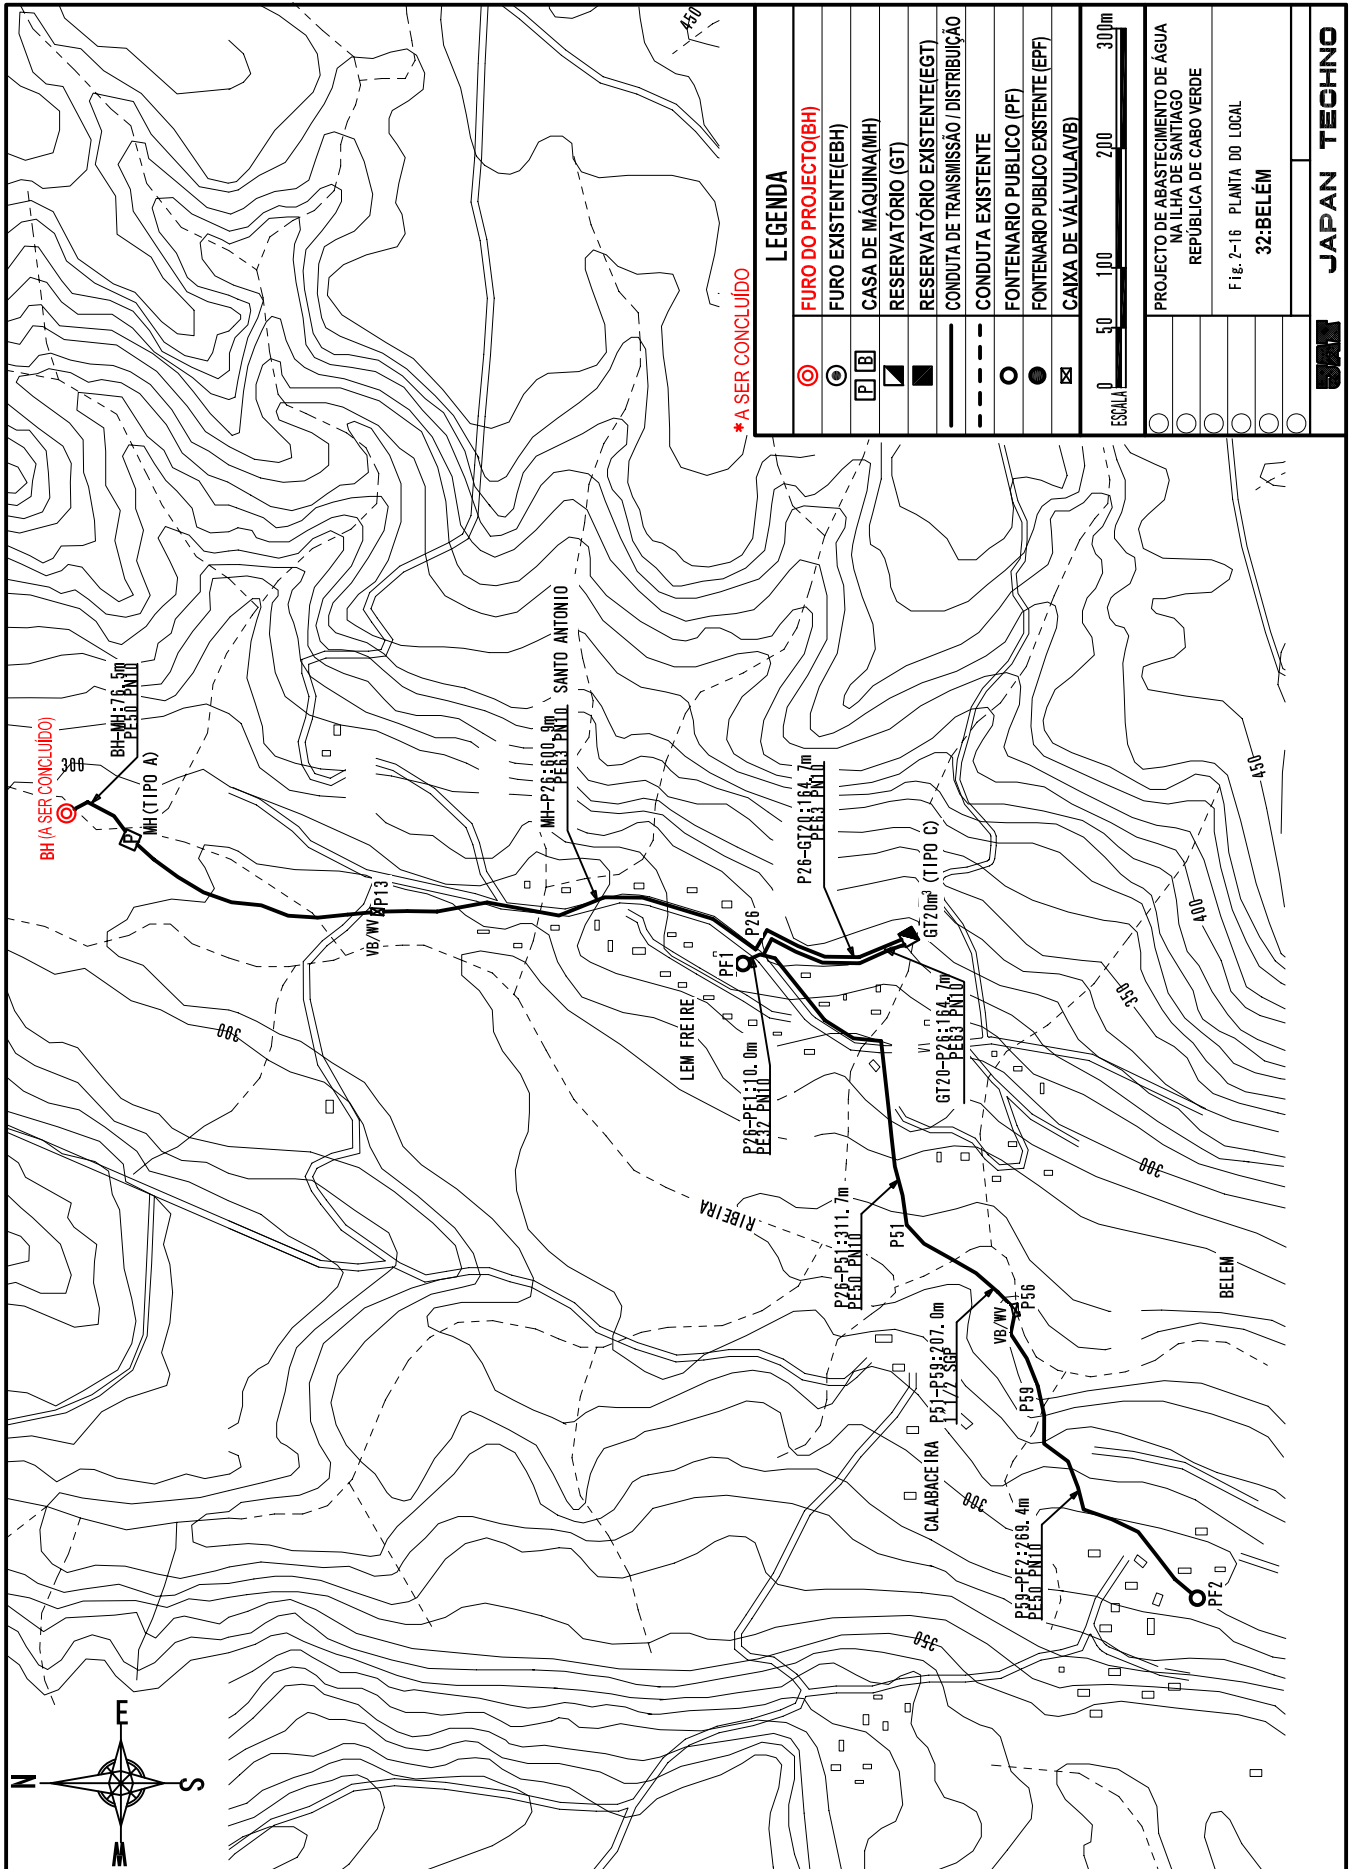 BH (A SER CONCLUÍDO)
300
BH-MH:76.5m
PE50 PN10
MH(TIPO A)
VB/WV
P13
MH-P26:600.9m
PE63 PN10
SANTO ANTONIO
P26
PF1
P26-GT20:164.7m
PE63 PN10
GT20m³ (TIPO C)
GT20-P26:164.7m
PE63 PN10
LEM FREIRE
P26-PF1:10.0m
PE32 PN10
RIBEIRA
P26-P51:311.7m
PE50 PN10
P51
P51-P59:207.0m
1-1/2 SGP
VB/WV
P56
P59
CALABACEIRA
P59-PF2:269.4m
PE50 PN10
PF2
BELEM
300
300
300
350
350
400
450
450
N
E
S
W
* A SER CONCLUÍDO
LEGENDA
FURO DO PROJECTO(BH)
FURO EXISTENTE(EBH)
P B CASA DE MÁQUINA(MH)
RESERVATÓRIO (GT)
RESERVATÓRIO EXISTENTE(EGT)
CONDUTA DE TRANSMISSÃO / DISTRIBUIÇÃO
CONDUTA EXISTENTE
FONTENARIO PUBLICO (PF)
FONTENARIO PUBLICO EXISTENTE (EPF)
CAIXA DE VÁLVULA(VB)
ESCALA 0 50 100 200 300m
PROJECTO DE ABASTECIMENTO DE ÁGUA
NA ILHA DE SANTIAGO
REPÚBLICA DE CABO VERDE
Fig. 2-16 PLANTA DO LOCAL
32:BELÉM
JAPAN TECHNO